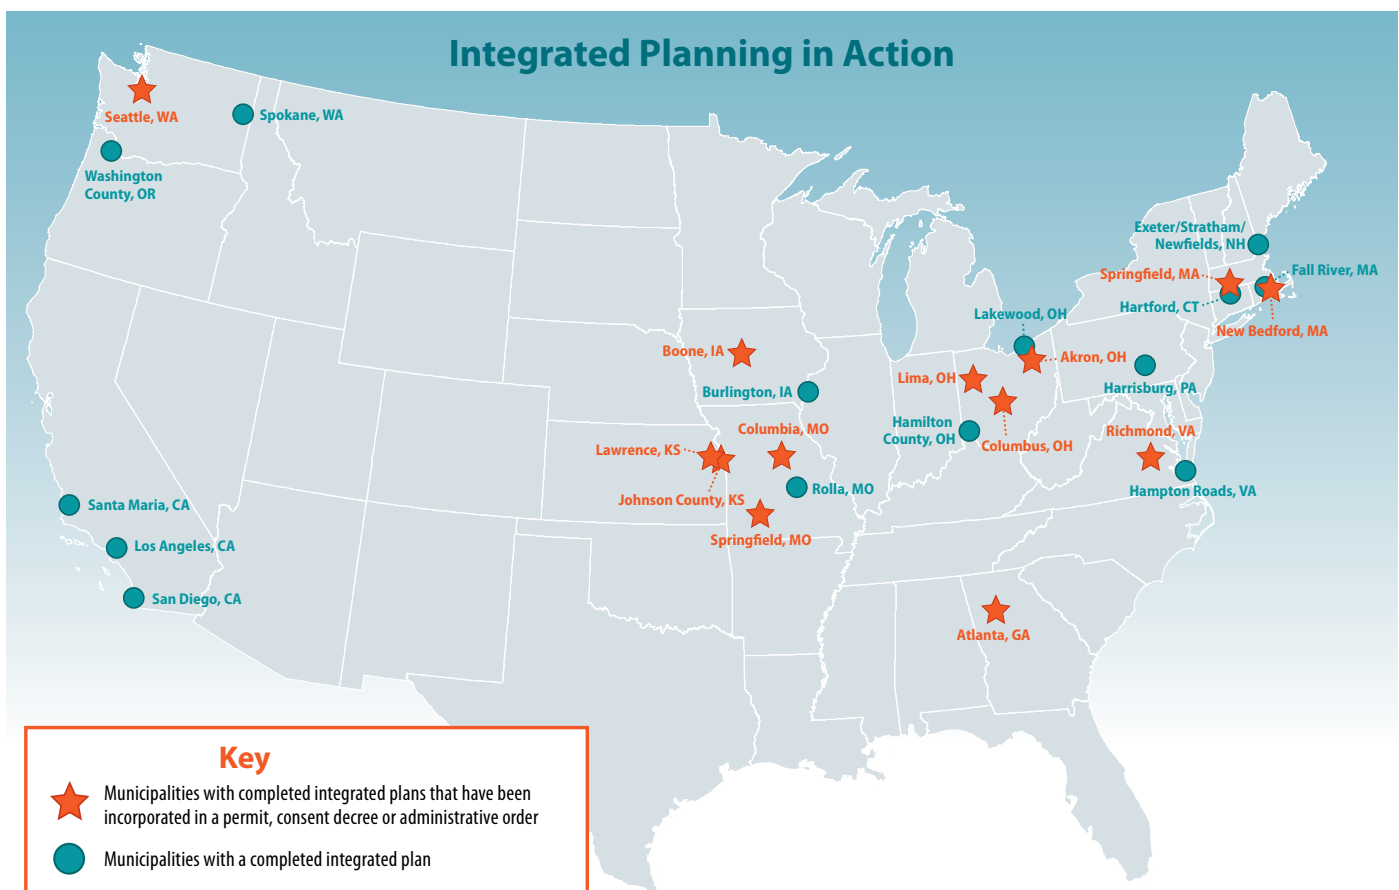 Integrated Planning in Action
Seattle, WA
Spokane, WA
Washington
County, OR
Exeter/Stratham/
Newfields, NH
Springfield, MA
Fall River, MA
Hartford, CT
New Bedford, MA
Lakewood, OH
Boone, IA
Akron, OH
Lima, OH
Burlington, IA
Harrisburg, PA
Hamilton
County, OH
Columbus, OH
Columbia, MO
Richmond, VA
Lawrence, KS
Johnson County, KS
Rolla, MO
Hampton Roads, VA
Santa Maria, CA
Springfield, MO
Los Angeles, CA
San Diego, CA
Atlanta, GA
Key
Municipalities with completed integrated plans that have been
incorporated in a permit, consent decree or administrative order
Municipalities with a completed integrated plan